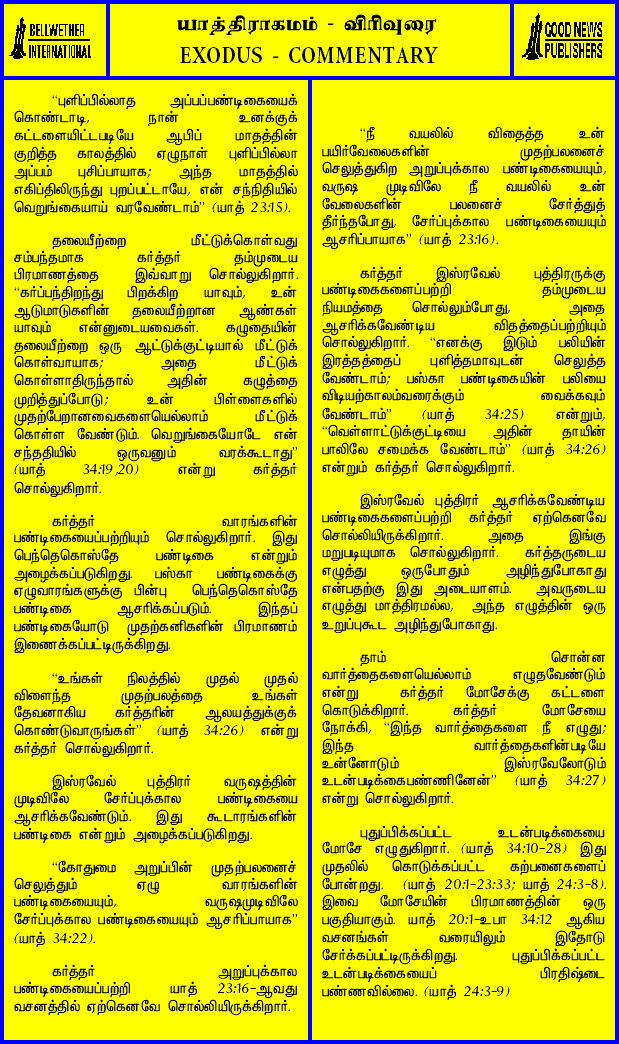 BELLWETHER
INTERNATIONAL
யாத்திராகமம் - விரிவுரை
EXODUS - COMMENTARY
GOOD NEWS
PUBLISHERS
“புளிப்பில்லாத அப்பப்பண்டிகையைக்
கொண்டாடி, நான் உனக்குக்
கட்டளையிட்டபடியே ஆபிப் மாதத்தின்
குறித்த காலத்தில் ஏழுநாள் புளிப்பில்லா
அப்பம் புசிப்பாயாக; அந்த மாதத்தில்
எகிப்திலிருந்து புறப்பட்டாயே, என் சந்நிதியில்
வெறுங்கையாய் வரவேண்டாம்” (யாத் 23:15).
தலையீற்றை மீட்டுக்கொள்வது
சம்பந்தமாக கர்த்தர் தம்முடைய
பிரமாணத்தை இவ்வாறு சொல்லுகிறார்.
“கர்ப்பந்திறந்து பிறக்கிற யாவும், உன்
ஆடுமாடுகளின் தலையீற்றான ஆண்கள்
யாவும் என்னுடையவைகள். கழுதையின்
தலையீற்றை ஒரு ஆட்டுக்குட்டியால் மீட்டுக்
கொள்வாயாக; அதை மீட்டுக்
கொள்ளாதிருந்தால் அதின் கழுத்தை
முறித்துப்போடு; உன் பிள்ளைகளில்
முதற்பேறானவைகளையெல்லாம் மீட்டுக்
கொள்ள வேண்டும். வெறுங்கையோடே என்
சந்ததியில் ஒருவனும் வரக்கூடாது”
(யாத் 34:19,20) என்று கர்த்தர்
சொல்லுகிறார்.
கர்த்தர் வாரங்களின்
பண்டிகையைப்பற்றியும் சொல்லுகிறார். இது
பெந்தெகொஸ்தே பண்டிகை என்றும்
அழைக்கப்படுகிறது. பஸ்கா பண்டிகைக்கு
ஏழுவாரங்களுக்கு பின்பு பெந்தெகொஸ்தே
பண்டிகை ஆசரிக்கப்படும். இந்தப்
பண்டிகையோடு முதற்கனிகளின் பிரமாணம்
இணைக்கப்பட்டிருக்கிறது.
“உங்கள் நிலத்தில் முதல் முதல்
விளைந்த முதற்பலத்தை உங்கள்
தேவனாகிய கர்த்தரின் ஆலயத்துக்குக்
கொண்டுவாருங்கள்” (யாத் 34:26) என்று
கர்த்தர் சொல்லுகிறார்.
இஸ்ரவேல் புத்திரர் வருஷத்தின்
முடிவிலே சேர்ப்புக்கால பண்டிகையை
ஆசரிக்கவேண்டும். இது கூடாரங்களின்
பண்டிகை என்றும் அழைக்கப்படுகிறது.
“கோதுமை அறுப்பின் முதற்பலனைச்
செலுத்தும் ஏழு வாரங்களின்
பண்டிகையையும், வருஷமுடிவிலே
சேர்ப்புக்கால பண்டிகையையும் ஆசரிப்பாயாக”
(யாத் 34:22).
கர்த்தர் அறுப்புக்கால
பண்டிகையைப்பற்றி யாத் 23:16-ஆவது
வசனத்தில் ஏற்கெனவே சொல்லியிருக்கிறார்.
“நீ வயலில் விதைத்த உன்
பயிர்வேலைகளின் முதற்பலனைச்
செலுத்துகிற அறுப்புக்கால பண்டிகையையும்,
வருஷ முடிவிலே நீ வயலில் உன்
வேலைகளின் பலனைச் சேர்த்துத்
தீர்ந்தபோது, சேர்ப்புக்கால பண்டிகையையும்
ஆசரிப்பாயாக” (யாத் 23:16).
கர்த்தர் இஸ்ரவேல் புத்திரருக்கு
பண்டிகைகளைப்பற்றி தம்முடைய
நியமத்தை சொல்லும்போது, அதை
ஆசரிக்கவேண்டிய விதத்தைப்பற்றியும்
சொல்லுகிறார். “எனக்கு இடும் பலியின்
இரத்தத்தைப் புளித்தமாவுடன் செலுத்த
வேண்டாம்; பஸ்கா பண்டிகையின் பலியை
விடியற்காலம்வரைக்கும் வைக்கவும்
வேண்டாம்” (யாத் 34:25) என்றும்,
“வெள்ளாட்டுக்குட்டியை அதின் தாயின்
பாலிலே சமைக்க வேண்டாம்” (யாத் 34:26)
என்றும் கர்த்தர் சொல்லுகிறார்.
இஸ்ரவேல் புத்திரர் ஆசரிக்கவேண்டிய
பண்டிகைகளைப்பற்றி கர்த்தர் ஏற்கெனவே
சொல்லியிருக்கிறார். அதை இங்கு
மறுபடியுமாக சொல்லுகிறார். கர்த்தருடைய
எழுத்து ஒருபோதும் அழிந்துபோகாது
என்பதற்கு இது அடையாளம். அவருடைய
எழுத்து மாத்திரமல்ல, அந்த எழுத்தின் ஒரு
உறுப்புகூட அழிந்துபோகாது.
தாம் சொன்ன
வார்த்தைகளையெல்லாம் எழுதவேண்டும்
என்று கர்த்தர் மோசேக்கு கட்டளை
கொடுக்கிறார். கர்த்தர் மோசேயை
நோக்கி, “இந்த வார்த்தைகளை நீ எழுது;
இந்த வார்த்தைகளின்படியே
உன்னோடும் இஸ்ரவேலோடும்
உடன்படிக்கைபண்ணினேன்” (யாத் 34:27)
என்று சொல்லுகிறார்.
புதுப்பிக்கப்பட்ட உடன்படிக்கையை
மோசே எழுதுகிறார். (யாத் 34:10-28) இது
முதலில் கொடுக்கப்பட்ட கற்பனைகளைப்
போன்றது. (யாத் 20:1-23:33; யாத் 24:3-8).
இவை மோசேயின் பிரமாணத்தின் ஒரு
பகுதியாகும். யாத் 20:1-உபா 34:12 ஆகிய
வசனங்கள் வரையிலும் இதோடு
சேர்க்கப்பட்டிருக்கிறது. புதுப்பிக்கப்பட்ட
உடன்படிக்கையைப் பிரதிஷ்டை
பண்ணவில்லை. (யாத் 24:3-9)